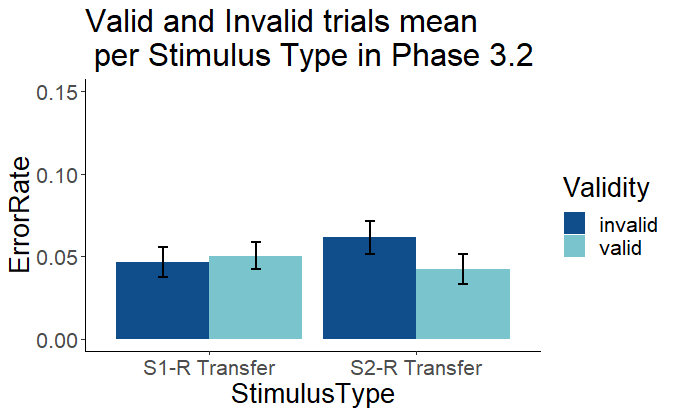 Valid and Invalid trials mean
per Stimulus Type in Phase 3.2
0.15
0.10
0.05
0.00
ErrorRate
S1-R Transfer
S2-R Transfer
StimulusType
Validity
invalid
valid